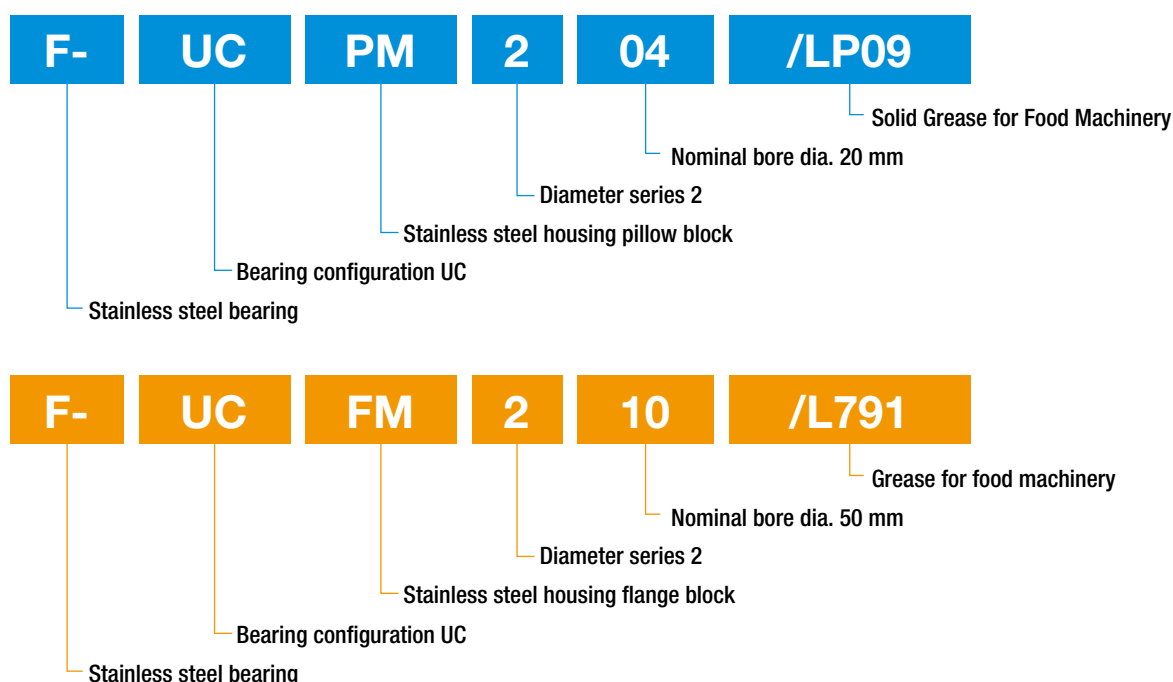 F- UC PM 2 04 /LP09
Solid Grease for Food Machinery
Nominal bore dia. 20 mm
Diameter series 2
Stainless steel housing pillow block
Bearing configuration UC
Stainless steel bearing
F- UC FM 2 10 /L791
Grease for food machinery
Nominal bore dia. 50 mm
Diameter series 2
Stainless steel housing flange block
Bearing configuration UC
Stainless steel bearing